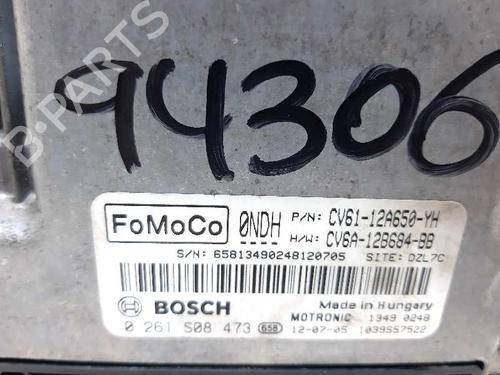 94306
B-PARTS
FoMoCo 0NDH P/N: CV61-12A650-YH
H/W: CV6A-12B684-BB
S/N: 65813490248120705 SITE: DZL7C
BOSCH Made in Hungary
MOTRONIC 1349 0248
0 261 S08 473 658 12-07-05 1039S57522